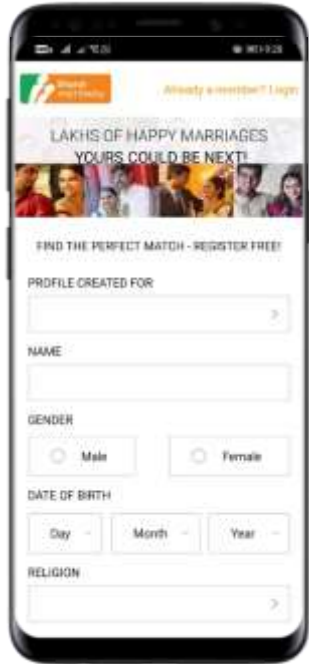 Already a member? Login
LAKHS OF HAPPY MARRIAGES
YOURS COULD BE NEXT!
FIND THE PERFECT MATCH - REGISTER FREE!
PROFILE CREATED FOR
NAME
GENDER
Male Female
DATE OF BIRTH
Day Month Year
RELIGION